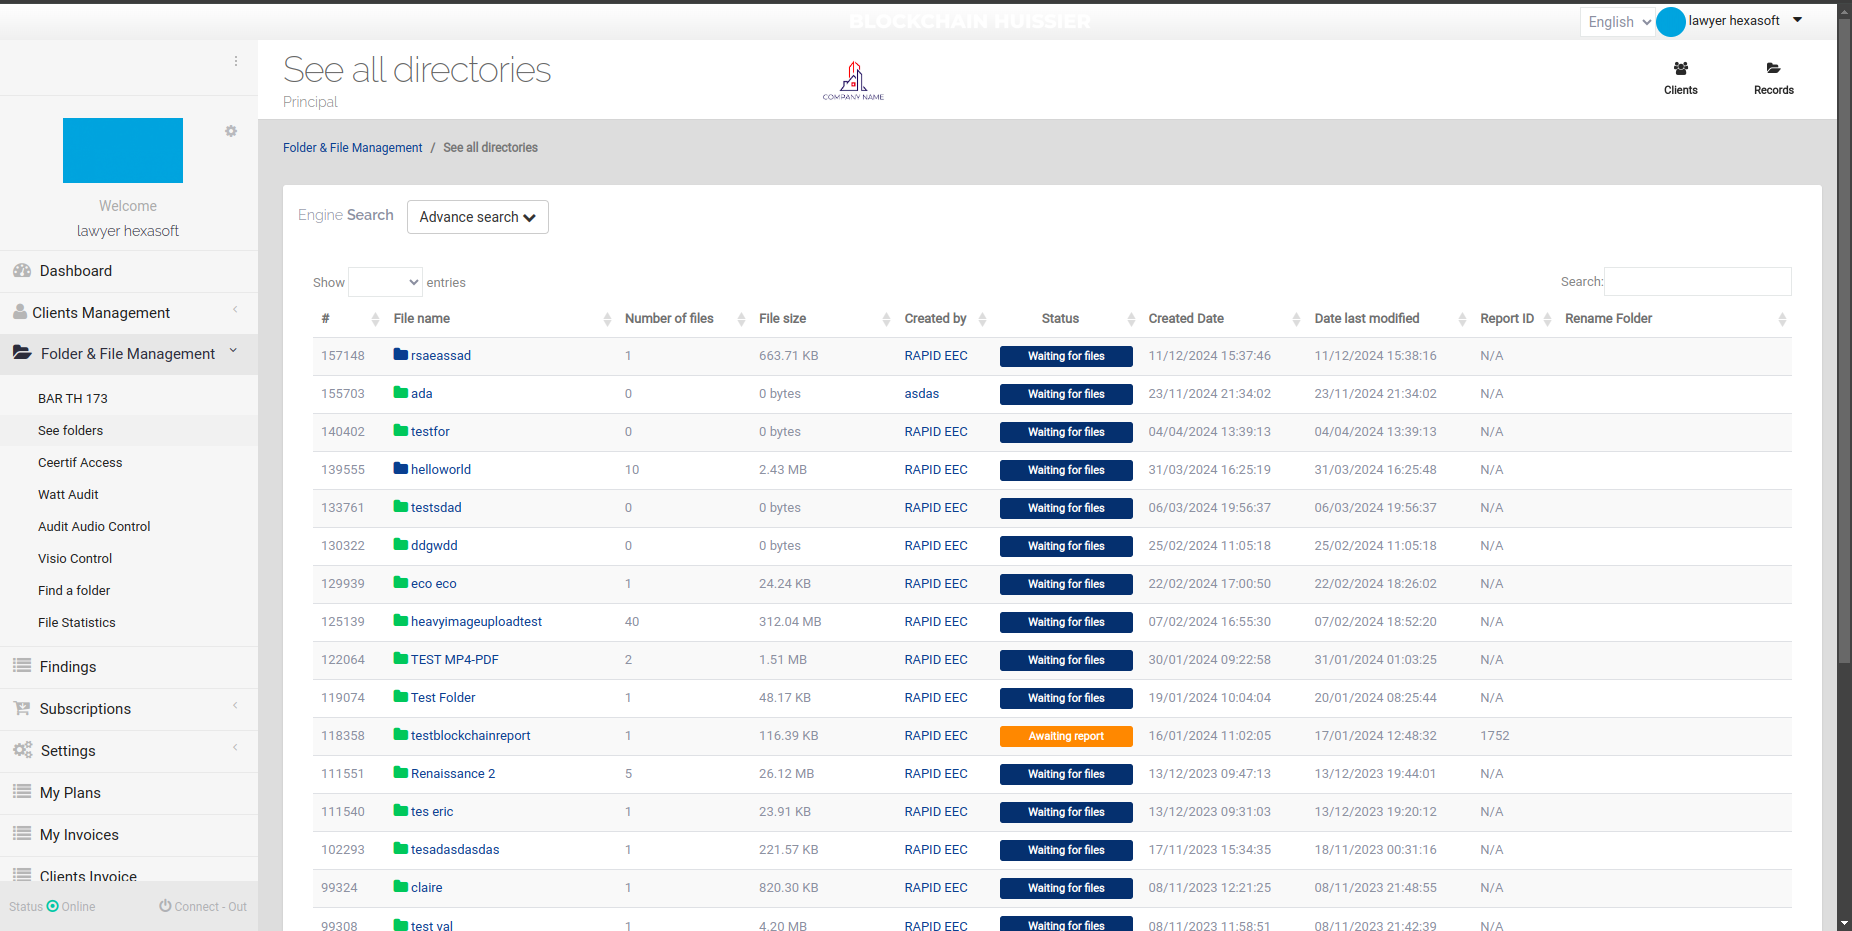 BLOCKCHAIN HUISSIER
English
lawyer hexasoft
See all directories
Principal
COMPANY NAME
Clients
Records
Welcome
lawyer hexasoft
Dashboard
Clients Management
Folder & File Management
BAR TH 173
See folders
Ceertif Access
Watt Audit
Audit Audio Control
Visio Control
Find a folder
File Statistics
Findings
Subscriptions
Settings
My Plans
My Invoices
Clients Invoice
Status Online Connect - Out
Folder & File Management / See all directories
Engine Search Advance search
Show entries Search:
# File name Number of files File size Created by Status Created Date Date last modified Report ID Rename Folder
157148 rsaeassad 1 663.71 KB RAPID EEC Waiting for files 11/12/2024 15:37:46 11/12/2024 15:38:16 N/A
155703 ada 0 0 bytes asdas Waiting for files 23/11/2024 21:34:02 23/11/2024 21:34:02 N/A
140402 testfor 0 0 bytes RAPID EEC Waiting for files 04/04/2024 13:39:13 04/04/2024 13:39:13 N/A
139555 helloworld 10 2.43 MB RAPID EEC Waiting for files 31/03/2024 16:25:19 31/03/2024 16:25:48 N/A
133761 testsdad 0 0 bytes RAPID EEC Waiting for files 06/03/2024 19:56:37 06/03/2024 19:56:37 N/A
130322 ddgwdd 0 0 bytes RAPID EEC Waiting for files 25/02/2024 11:05:18 25/02/2024 11:05:18 N/A
129939 eco eco 1 24.24 KB RAPID EEC Waiting for files 22/02/2024 17:00:50 22/02/2024 18:26:02 N/A
125139 heavyimageuploadtest 40 312.04 MB RAPID EEC Waiting for files 07/02/2024 16:55:30 07/02/2024 18:52:20 N/A
122064 TEST MP4-PDF 2 1.51 MB RAPID EEC Waiting for files 30/01/2024 09:22:58 31/01/2024 01:03:25 N/A
119074 Test Folder 1 48.17 KB RAPID EEC Waiting for files 19/01/2024 10:04:04 20/01/2024 08:25:44 N/A
118358 testblockchainreport 1 116.39 KB RAPID EEC Awaiting report 16/01/2024 11:02:05 17/01/2024 12:48:32 1752
111551 Renaissance 2 5 26.12 MB RAPID EEC Waiting for files 13/12/2023 09:47:13 13/12/2023 19:44:01 N/A
111540 tes eric 1 23.91 KB RAPID EEC Waiting for files 13/12/2023 09:31:03 13/12/2023 19:20:12 N/A
102293 tesadasdasdas 1 221.57 KB RAPID EEC Waiting for files 17/11/2023 15:34:35 18/11/2023 00:31:16 N/A
99324 claire 1 820.30 KB RAPID EEC Waiting for files 08/11/2023 12:21:25 08/11/2023 21:48:55 N/A
99308 test val 1 4.20 MB RAPID EEC Waiting for files 08/11/2023 11:58:51 08/11/2023 21:42:39 N/A